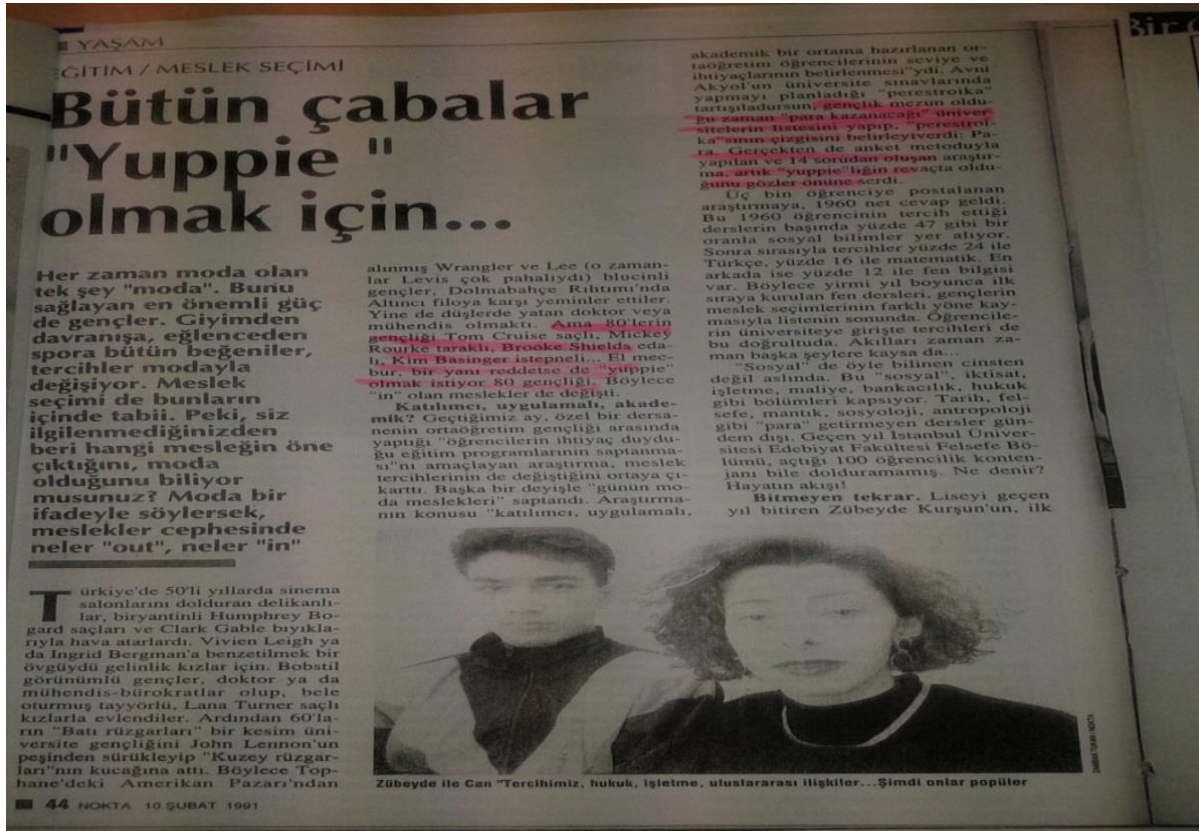 YAŞAM
EĞİTİM / MESLEK SEÇİMİ
Bütün çabalar
"Yuppie "
olmak için...
Her zaman moda olan
tek şey "moda". Bunu
sağlayan en önemli güç
de gençler. Giyimden
davranışa, eğlenceden
spora bütün beğeniler,
tercihler modayla
değişiyor. Meslek
seçimi de bunların
içinde tabii. Peki, siz
ilgilenmediğinizden
beri hangi mesleğin öne
çıktığını, moda
olduğunu biliyor
musunuz? Moda bir
ifadeyle söylersek,
meslekler cephesinde
neler "out", neler "in"
Türkiye'de 50'li yıllarda sinema
salonlarını dolduran delikanlı-
lar, biryantinli Humphrey Bo-
gard saçları ve Clark Gable bıyıkla-
rıyla hava atarlardı. Vivien Leigh ya
da Ingrid Bergman'a benzetilmek bir
övgüydü gelinlik kızlar için. Bobstil
görünümlü gençler, doktor ya da
mühendis-bürokratlar olup, bele
oturmuş tayyörlü, Lana Turner saçlı
kızlarla evlendiler. Ardından 60'la-
rın "Batı rüzgarları" bir kesim üni-
versite gençliğini John Lennon'un
peşinden sürükleyip "Kuzey rüzgar-
ları"nın kucağına attı. Böylece Top-
hane'deki Amerikan Pazarı'ndan
alınmış Wrangler ve Lee (o zaman-
lar Levis çok pahalıydı) blucinli
gençler, Dolmabahçe Rıhtımı'nda
Altıncı filoya karşı yeminler ettiler.
Yine de düşlerde yatan doktor veya
mühendis olmaktı. Ama 80'lerin
gençliği Tom Cruise saçlı, Mickey
Rourke taraklı, Brooke Shields eda-
lı, Kim Basinger istepneli... El mec-
bur, bir yanı reddetse de "yuppie"
olmak istiyor 80 gençliği. Böylece
"in" olan meslekler de değişti.
Katılımcı, uygulamalı, akade-
mik? Geçtiğimiz ay, özel bir dersa-
nenin ortaöğretim gençliği arasında
yaptığı "öğrencilerin ihtiyaç duydu-
ğu eğitim programlarının saptanma-
sı"nı amaçlayan araştırma, meslek
tercihlerinin de değiştiğini ortaya çı-
karttı. Başka bir deyişle "günün mo-
da meslekleri" saptandı. Araştırma-
nın konusu "katılımcı, uygulamalı,
akademik bir ortama hazırlanan or-
taöğretim öğrencilerinin seviye ve
ihtiyaçlarının belirlenmesi"ydi. Avni
Akyol'un üniversite sınavlarında
yapmayı planladığı "perestroika"
tartışıladursun, gençlik mezun oldu-
ğu zaman "para kazanacağı" üniver-
sitelerin listesini yapıp, "perestroi-
ka"sının çizgisini belirleyiverdi: Pa-
ra. Gerçekten de anket metoduyla
yapılan ve 14 sorudan oluşan araştır-
ma, artık "yuppie"liğin revaçta oldu-
ğunu gözler önüne serdi.
Üç bin öğrenciye postalanan
araştırmaya, 1960 net cevap geldi.
Bu 1960 öğrencinin tercih ettiği
derslerin başında yüzde 47 gibi bir
oranla sosyal bilimler yer alıyor.
Sonra sırasıyla tercihler yüzde 24 ile
Türkçe, yüzde 16 ile matematik. En
arkada ise yüzde 12 ile fen bilgisi
var. Böylece yirmi yıl boyunca ilk
sıraya kurulan fen dersleri, gençlerin
meslek seçimlerinin farklı yöne kay-
masıyla listenin sonunda. Öğrencile-
rin üniversiteye girişte tercihleri de
bu doğrultuda. Akılları zaman za-
man başka şeylere kaysa da...
"Sosyal" de öyle bilinen cinsten
değil aslında. Bu "sosyal", iktisat,
işletme, maliye, bankacılık, hukuk
gibi bölümleri kapsıyor. Tarih, fel-
sefe, mantık, sosyoloji, antropoloji
gibi "para" getirmeyen dersler gün-
dem dışı. Geçen yıl İstanbul Üniver-
sitesi Edebiyat Fakültesi Felsefe Bö-
lümü, açtığı 100 öğrencilik konten-
janı bile dolduramamış. Ne denir?
Hayatın akışı!
Bitmeyen tekrar. Liseyi geçen
yıl bitiren Zübeyde Kurşun'un, ilk
Zübeyde ile Can "Tercihimiz, hukuk, işletme, uluslararası ilişkiler...Şimdi onlar popüler
44 NOKTA 10 ŞUBAT 1991